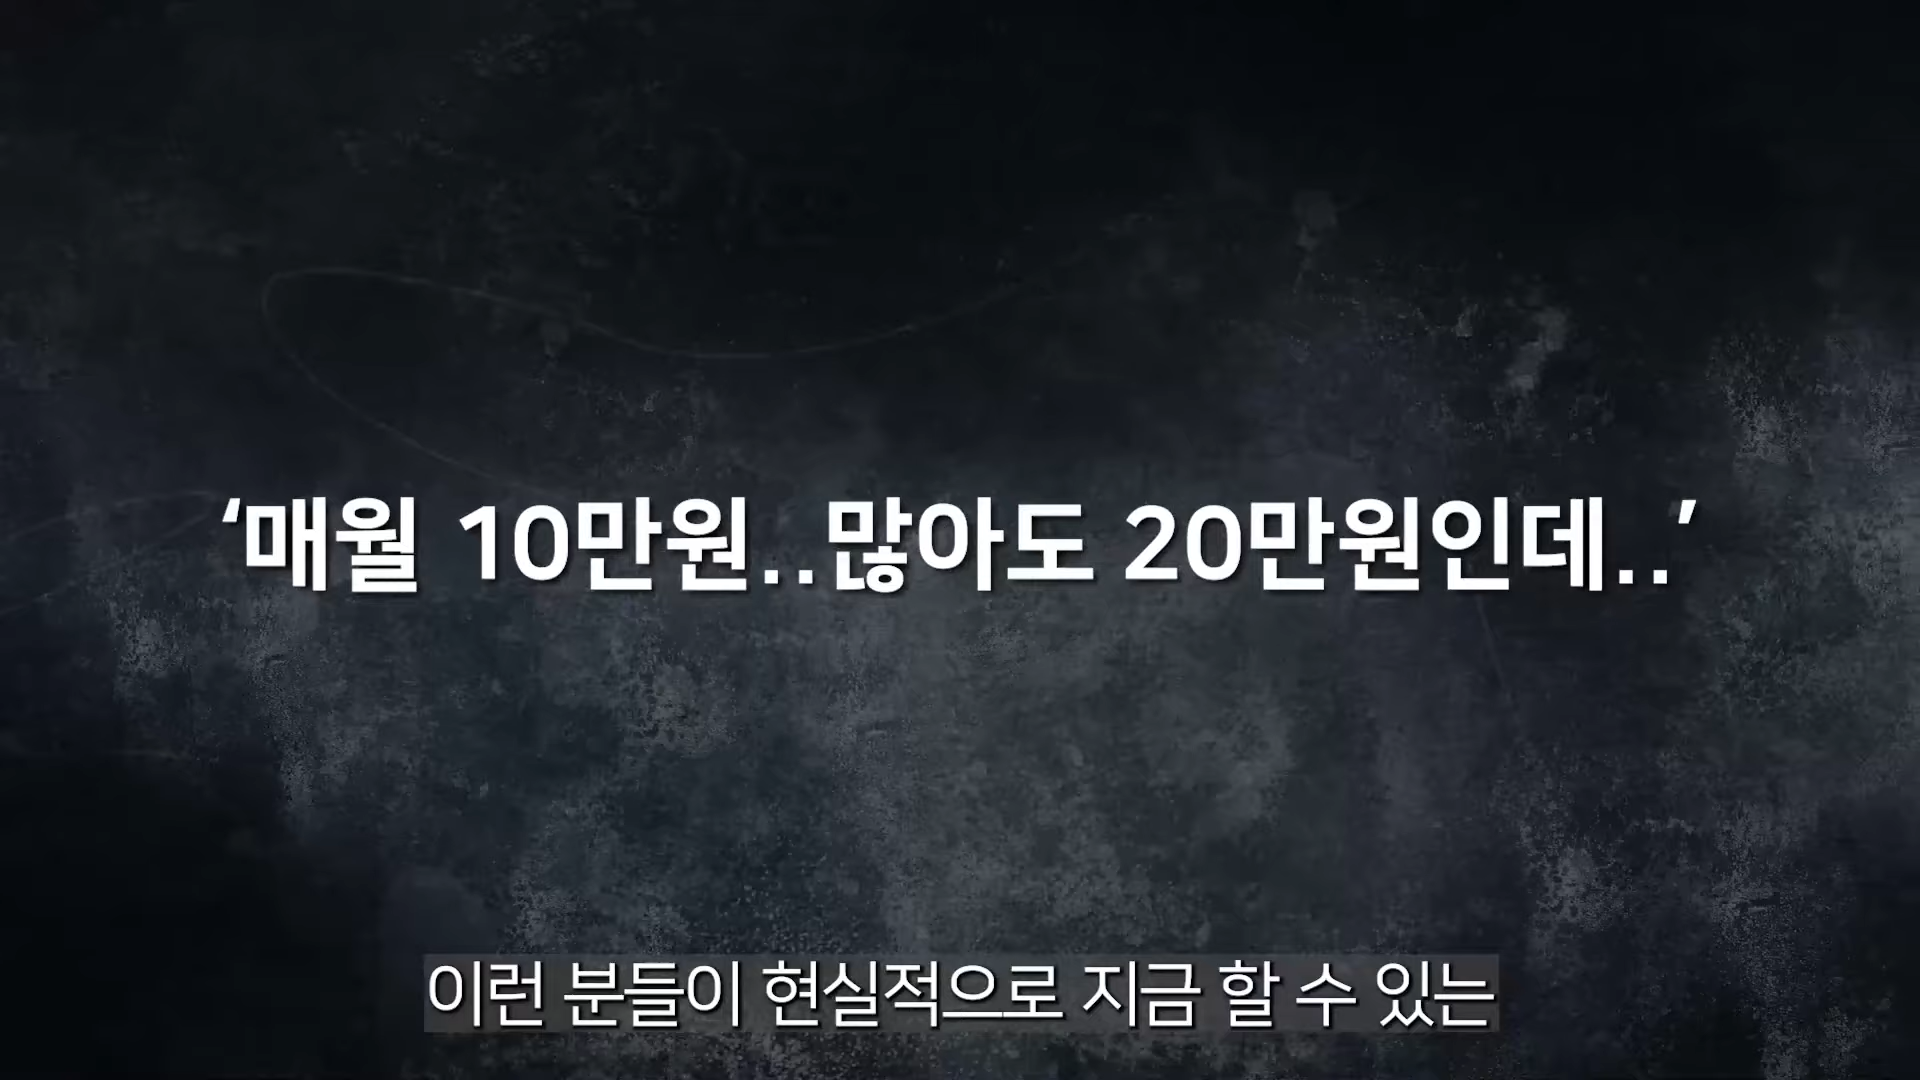 ‘매월 10만원..많아도 20만원인데..’
이런 분들이 현실적으로 지금 할 수 있는